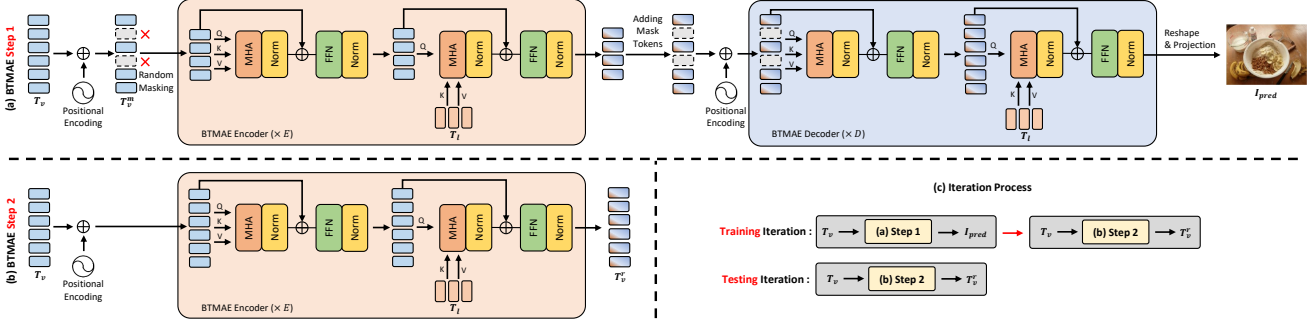 (a) BTMAE Step 1
T_v
Positional
Encoding
Random
Masking
T_v^m
Q
K
V
MHA
Norm
FFN
Norm
Q
MHA
Norm
FFN
Norm
K
V
T_l
BTMAE Encoder (× E)
Adding
Mask
Tokens
Positional
Encoding
Q
K
V
MHA
Norm
FFN
Norm
Q
MHA
Norm
FFN
Norm
K
V
T_l
BTMAE Decoder (× D)
Reshape
& Projection
I_pred
(b) BTMAE Step 2
T_v
Positional
Encoding
Q
K
V
MHA
Norm
FFN
Norm
Q
MHA
Norm
FFN
Norm
K
V
T_l
BTMAE Encoder (× E)
T_v^r
(c) Iteration Process
Training Iteration : T_v (a) Step 1 I_pred T_v (b) Step 2 T_v^r
Testing Iteration : T_v (b) Step 2 T_v^r